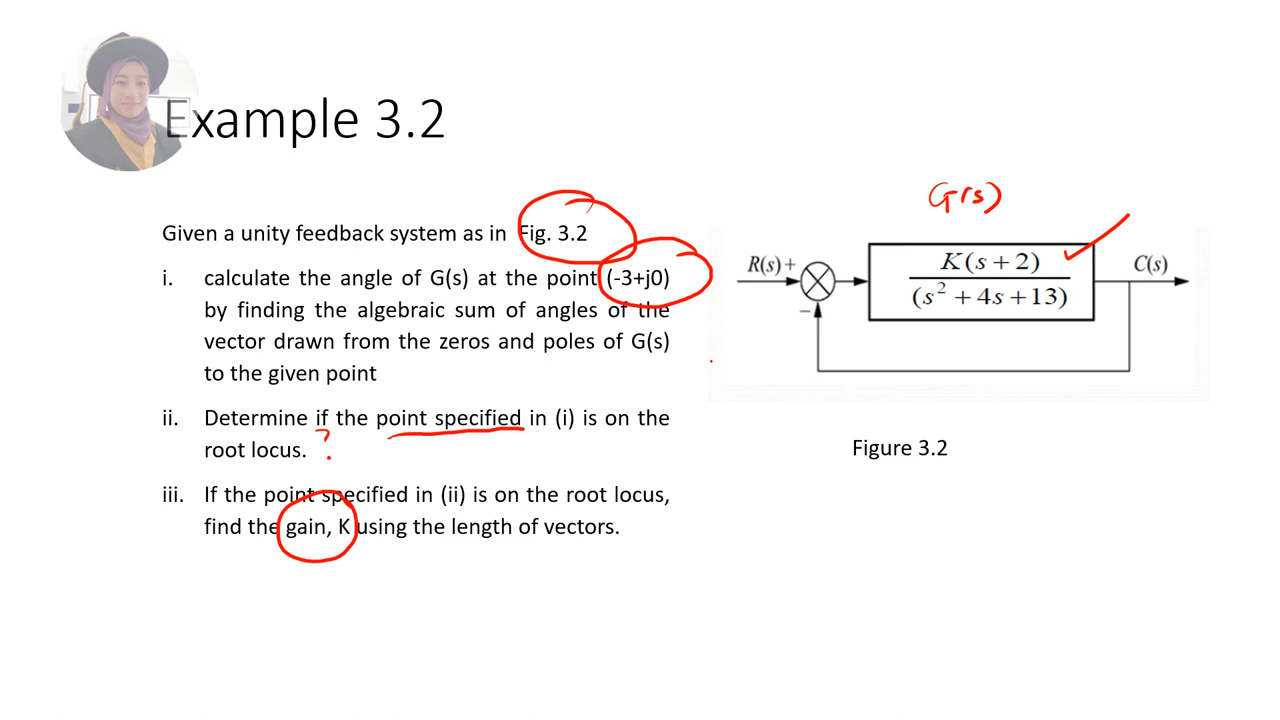 Example 3.2
Given a unity feedback system as in Fig. 3.2
i. calculate the angle of G(s) at the point (-3+j0)
by finding the algebraic sum of angles of the
vector drawn from the zeros and poles of G(s)
to the given point
ii. Determine if the point specified in (i) is on the
root locus. ?
iii. If the point specified in (ii) is on the root locus,
find the gain, K using the length of vectors.
G(s)
R(s) +
K(s + 2)
(s² + 4s + 13)
C(s)
−
Figure 3.2